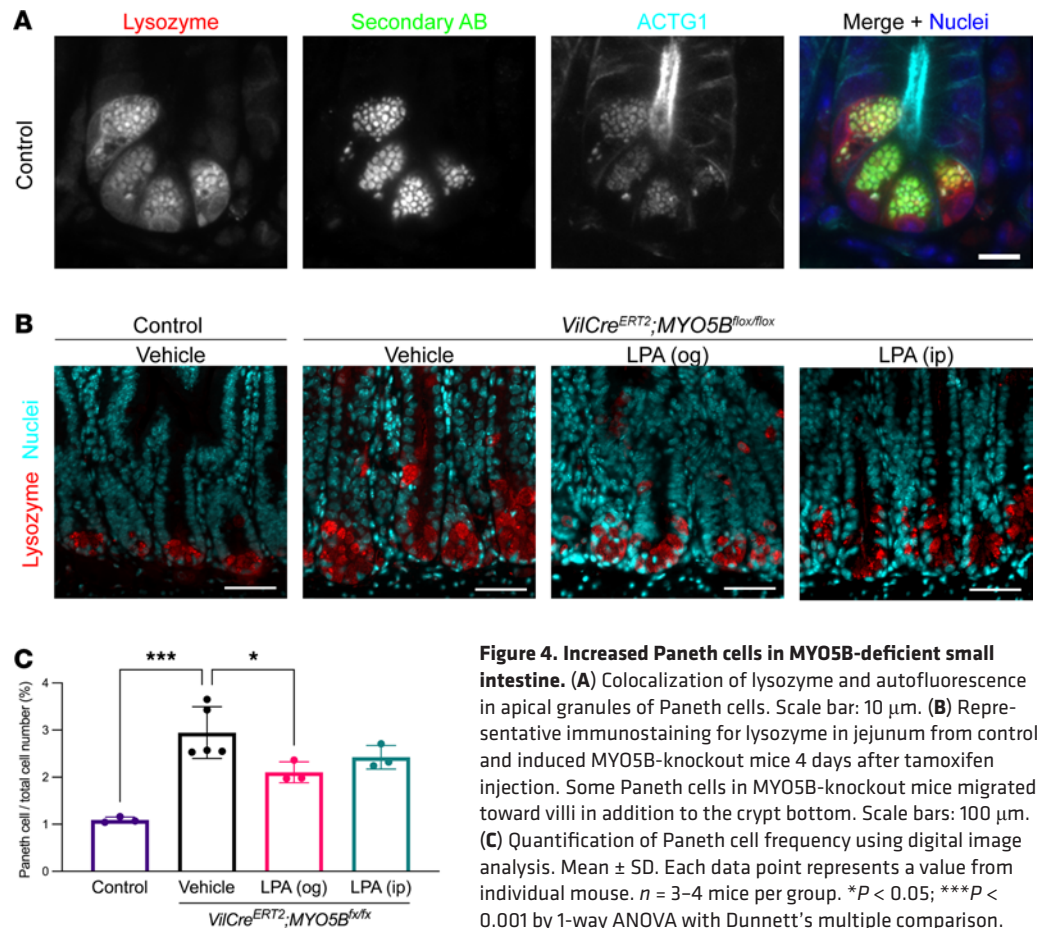 A
Lysozyme
Secondary AB
ACTG1
Merge + Nuclei
Control
B
Control
VilCreERT2;MYO5Bflox/flox
Vehicle
Vehicle
LPA (og)
LPA (ip)
Lysozyme Nuclei
C
***
*
Paneth cell / total cell number (%)
3
2
1
0
Control
Vehicle
LPA (og)
LPA (ip)
VilCreERT2;MYO5Bfx/fx
Figure 4. Increased Paneth cells in MYO5B-deficient small
intestine. (A) Colocalization of lysozyme and autofluorescence
in apical granules of Paneth cells. Scale bar: 10 μm. (B) Repre-
sentative immunostaining for lysozyme in jejunum from control
and induced MYO5B-knockout mice 4 days after tamoxifen
injection. Some Paneth cells in MYO5B-knockout mice migrated
toward villi in addition to the crypt bottom. Scale bars: 100 μm.
(C) Quantification of Paneth cell frequency using digital image
analysis. Mean ± SD. Each data point represents a value from
individual mouse. n = 3–4 mice per group. *P < 0.05; ***P <
0.001 by 1-way ANOVA with Dunnett's multiple comparison.